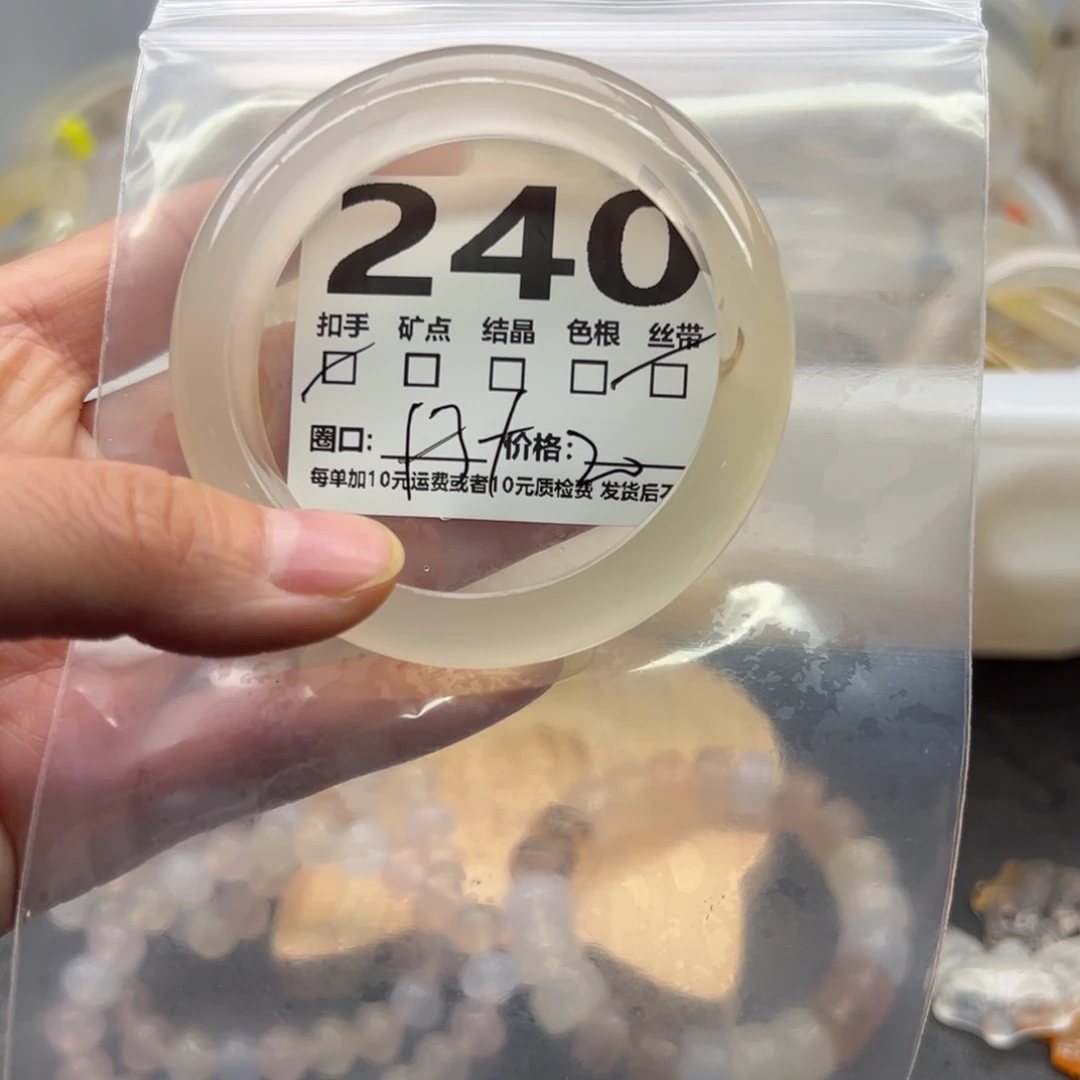 240
扣手 矿点 结晶 色根 丝带
圈口: 价格:
每单加10元运费或者10元质检费 发货后不